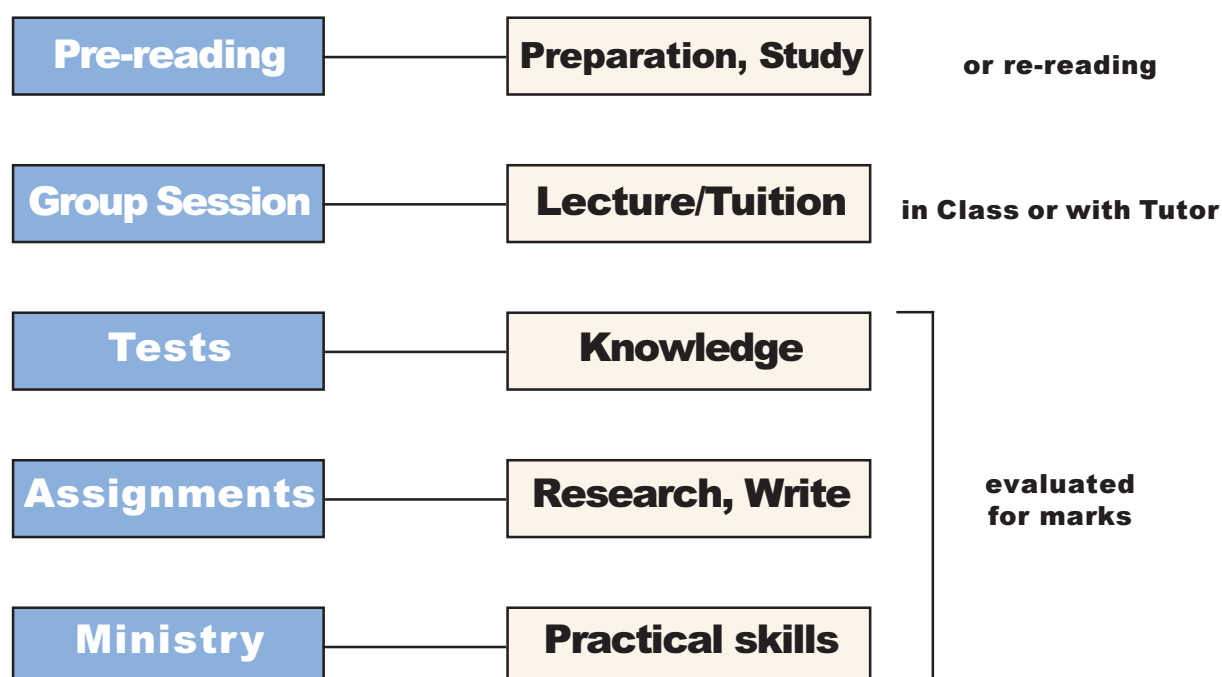 Pre-reading Preparation, Study or re-reading
Group Session Lecture/Tuition in Class or with Tutor
Tests Knowledge
Assignments Research, Write evaluated
for marks
Ministry Practical skills